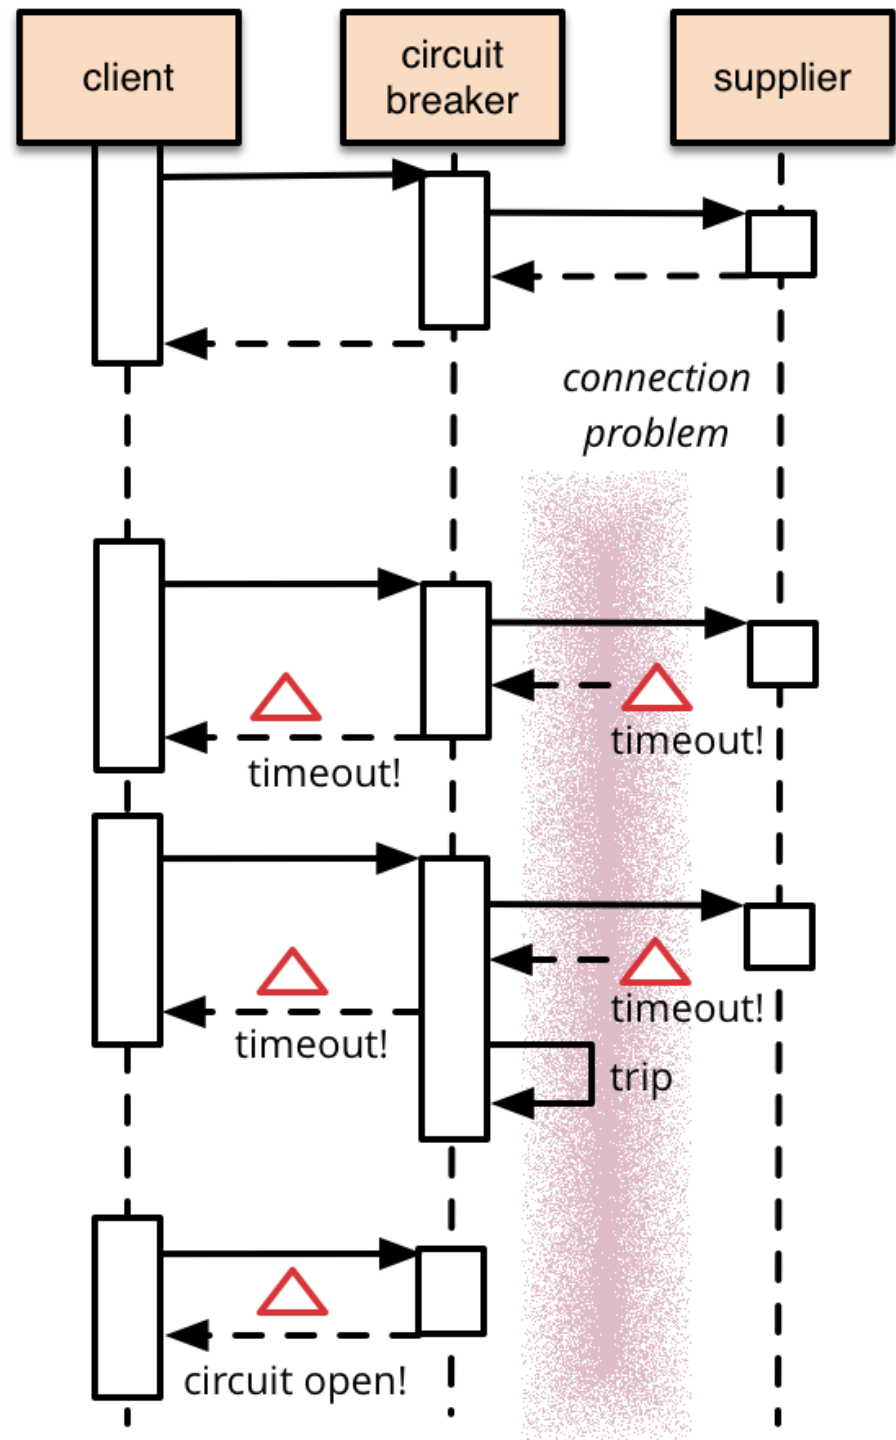 client
circuit
breaker
supplier
connection
problem
timeout!
timeout!
timeout!
timeout!
trip
circuit open!